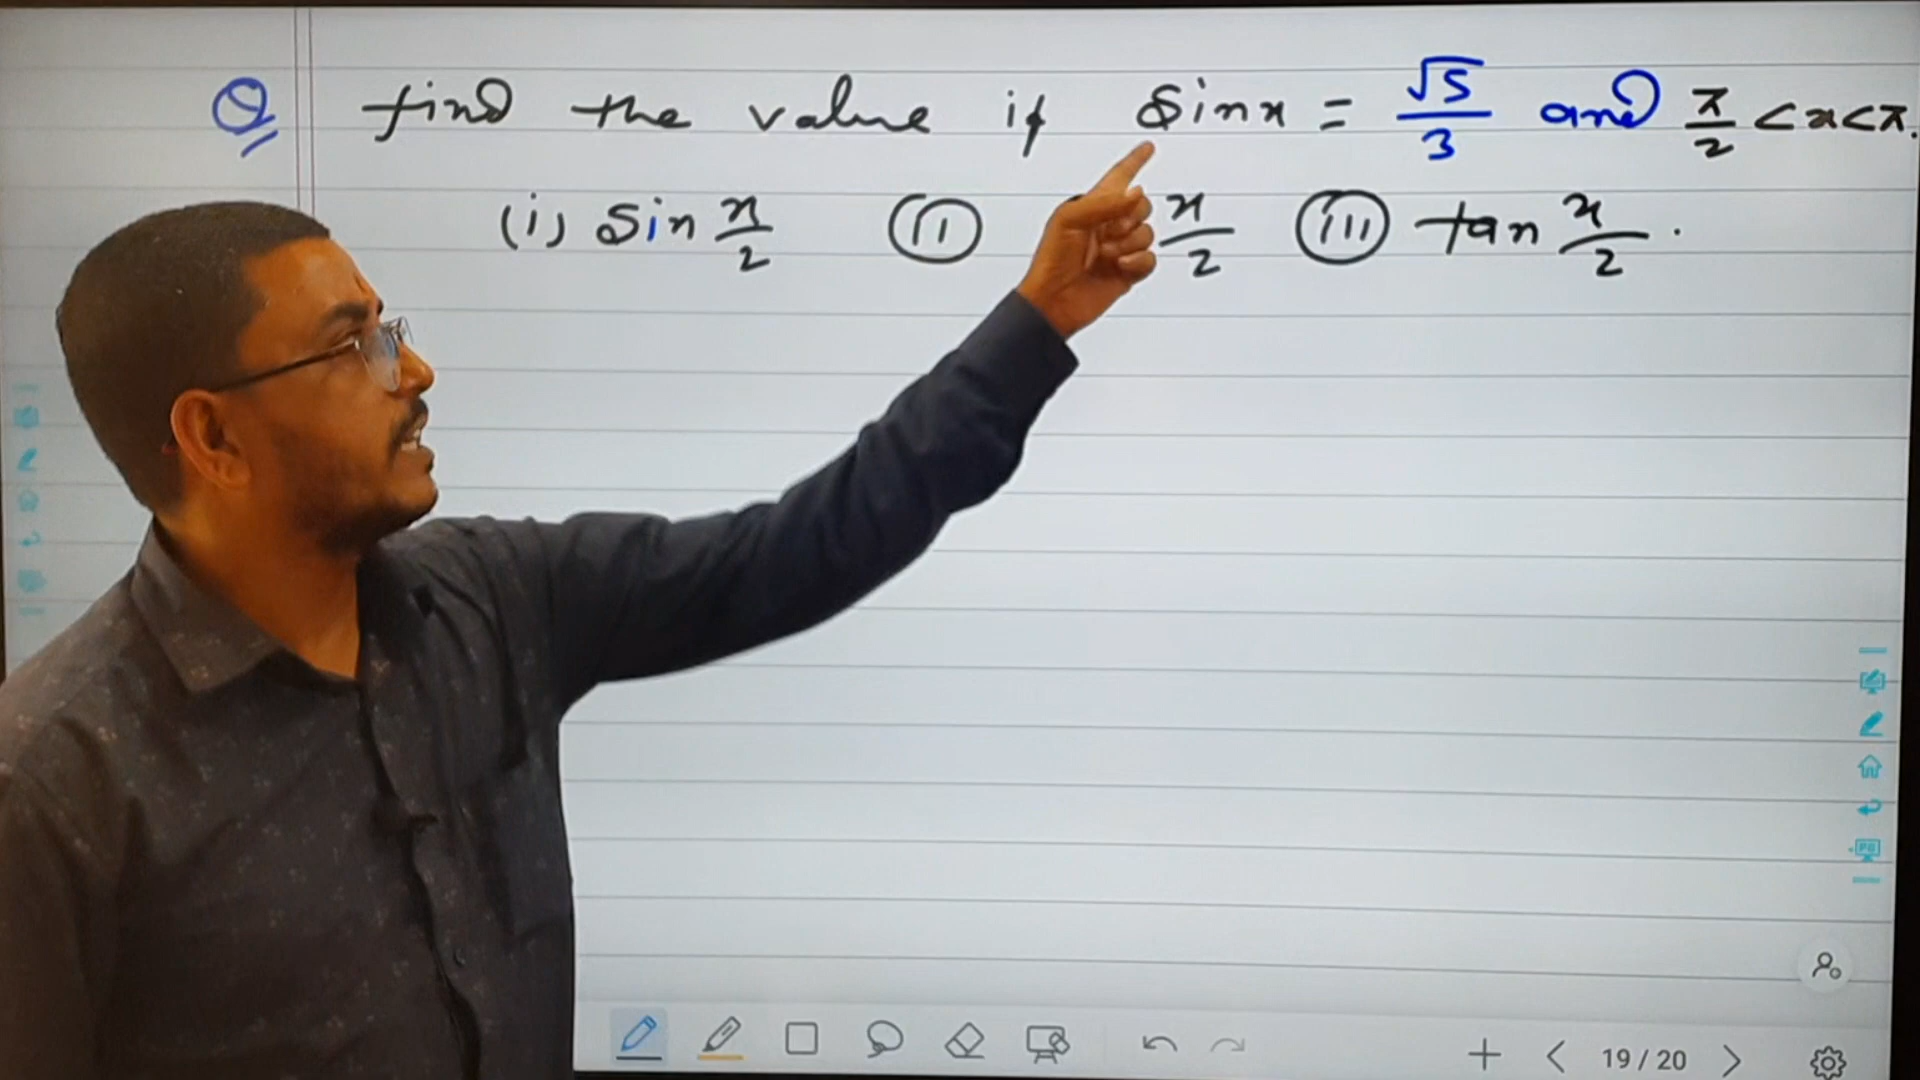 Q find the value if sinx = √5/3 and π/2 < x < π.
(i) sin x/2 (ii) x/2 (iii) tan x/2 .
19 / 20